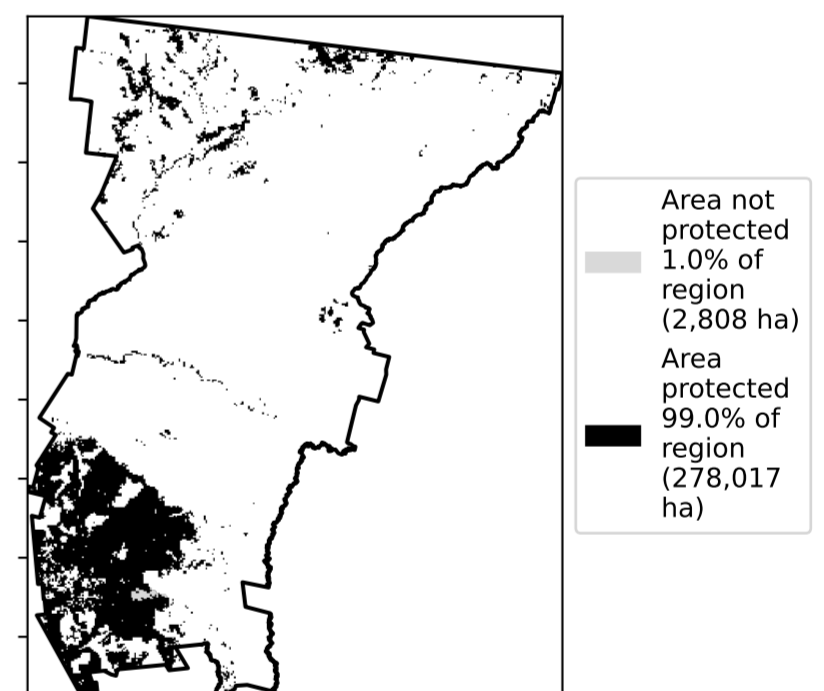 Area not
protected
1.0% of
region
(2,808 ha)
Area
protected
99.0% of
region
(278,017
ha)